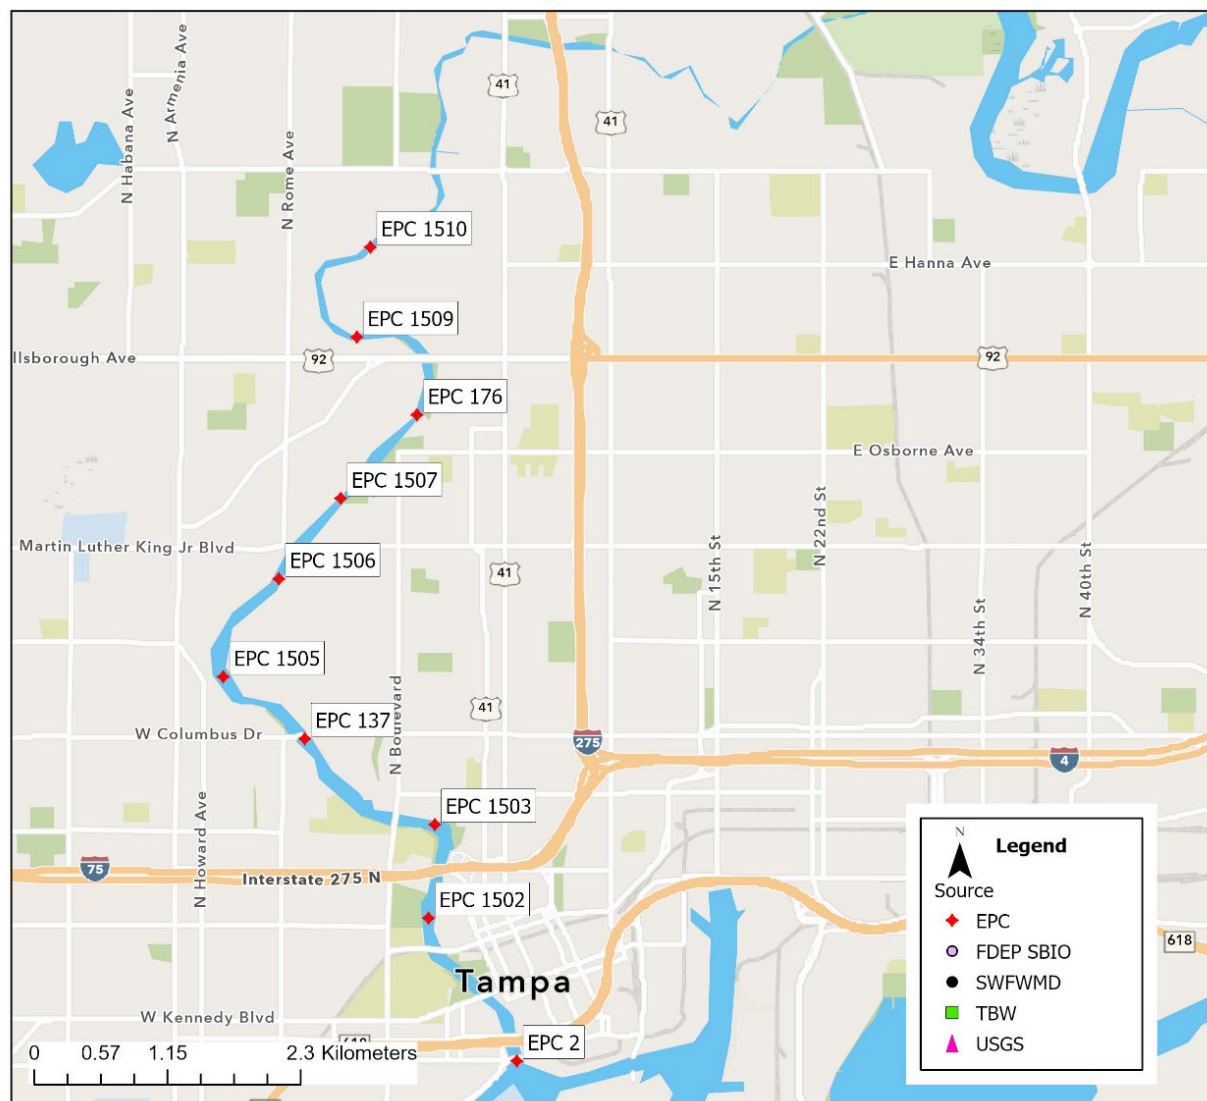 N Armenia Ave
N Habana Ave
N Rome Ave
41
41
EPC 1510
E Hanna Ave
EPC 1509
llsborough Ave
92
92
EPC 176
E Osborne Ave
EPC 1507
N 22nd St
Martin Luther King Jr Blvd
EPC 1506
41
N 15th St
N 40th St
N 34th St
EPC 1505
N Boulevard
41
EPC 137
W Columbus Dr
275
4
EPC 1503
N Howard Ave
75
Interstate 275 N
EPC 1502
Tampa
W Kennedy Blvd
618
EPC 2
0 0.57 1.15 2.3 Kilometers
N
Legend
Source
EPC
FDEP SBIO
SWFWMD
TBW
USGS
618